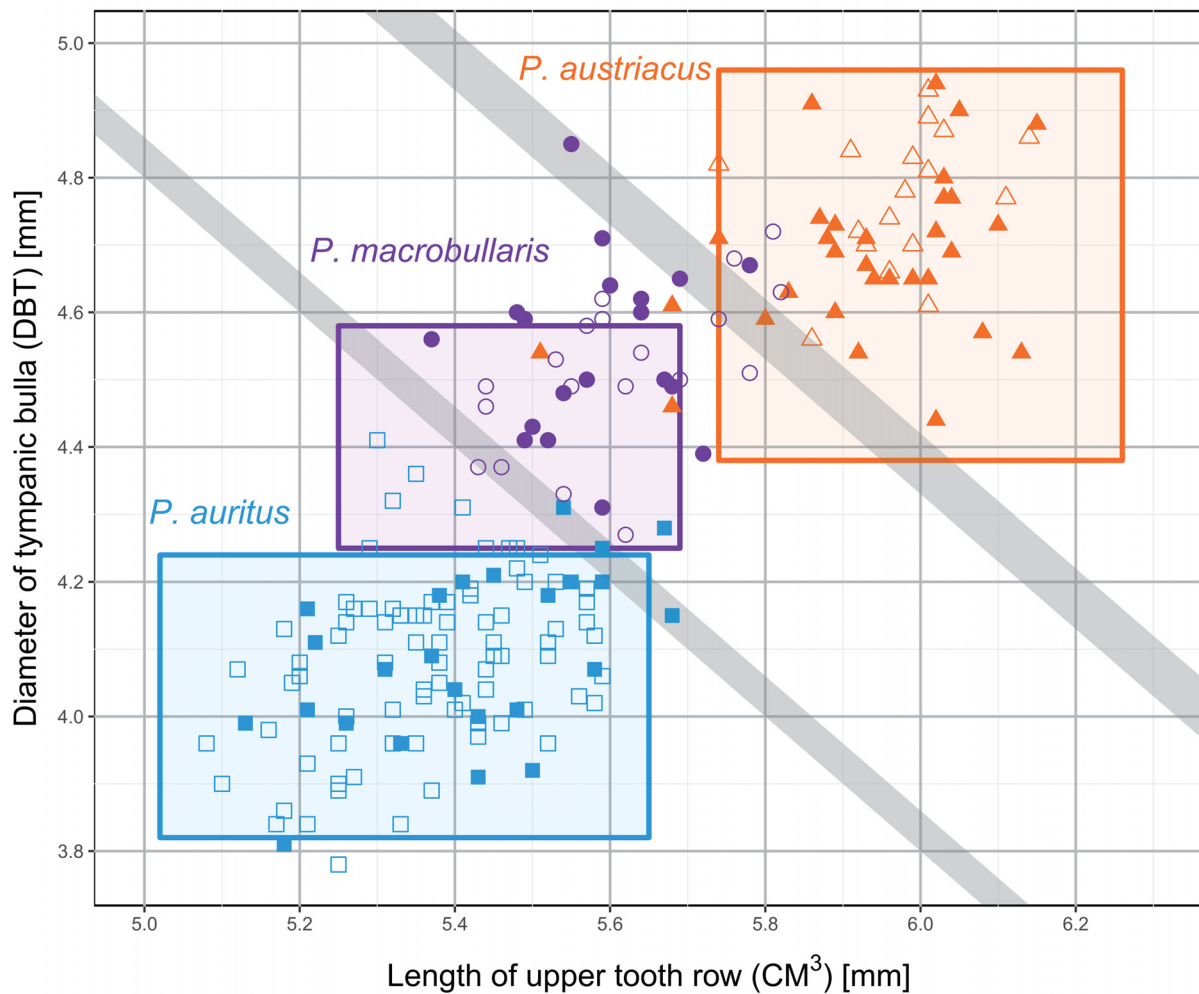 5.0
P. austriacus
4.8
P. macrobullaris
4.6
4.4
P. auritus
4.2
4.0
3.8
Diameter of tympanic bulla (DBT) [mm]
5.0 5.2 5.4 5.6 5.8 6.0 6.2
Length of upper tooth row (CM³) [mm]